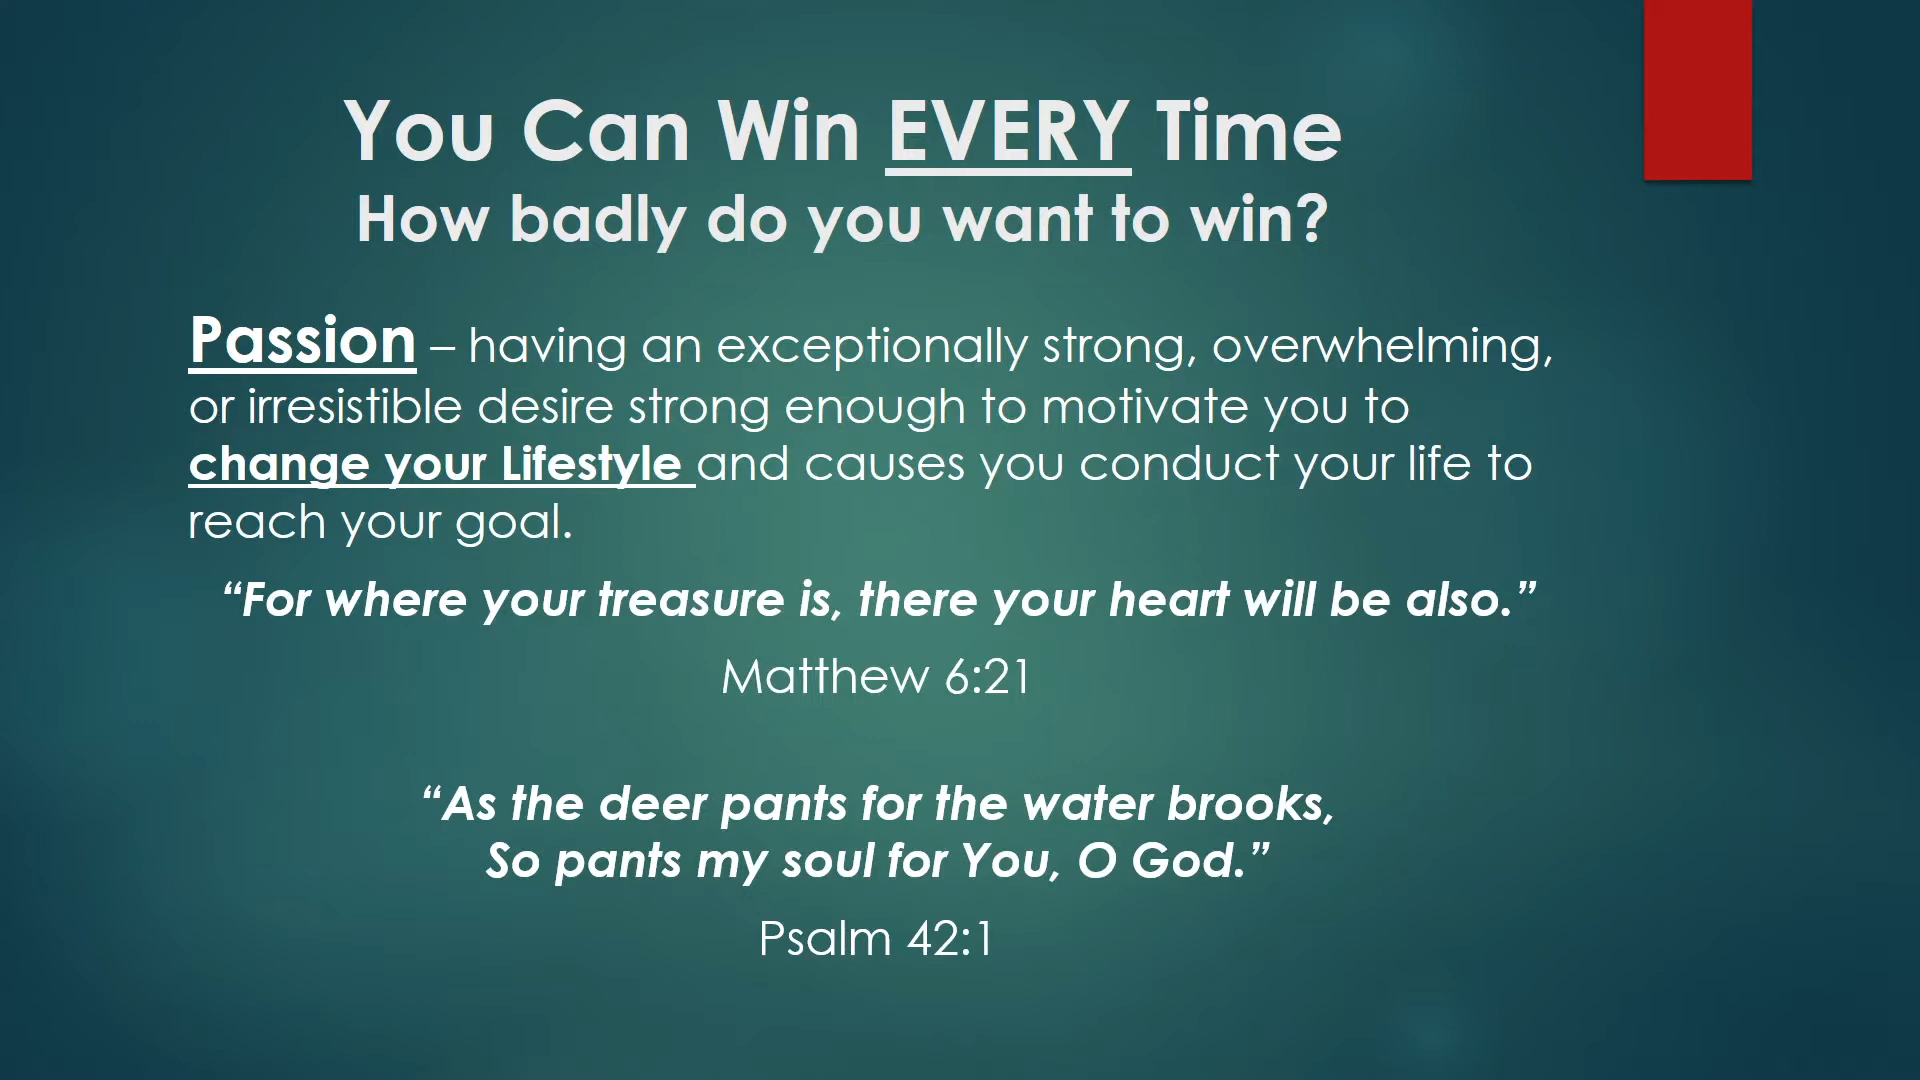 You Can Win EVERY Time
How badly do you want to win?
Passion – having an exceptionally strong, overwhelming,
or irresistible desire strong enough to motivate you to
change your Lifestyle and causes you conduct your life to
reach your goal.
“For where your treasure is, there your heart will be also.”
Matthew 6:21
“As the deer pants for the water brooks,
So pants my soul for You, O God.”
Psalm 42:1